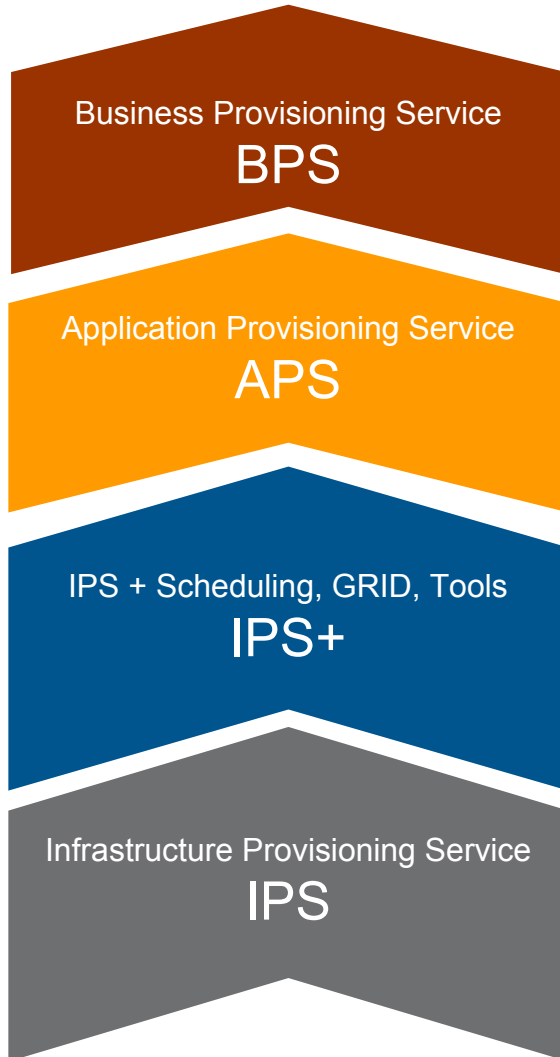 Business Provisioning Service
BPS
Application Provisioning Service
APS
IPS + Scheduling, GRID, Tools
IPS+
Infrastructure Provisioning Service
IPS